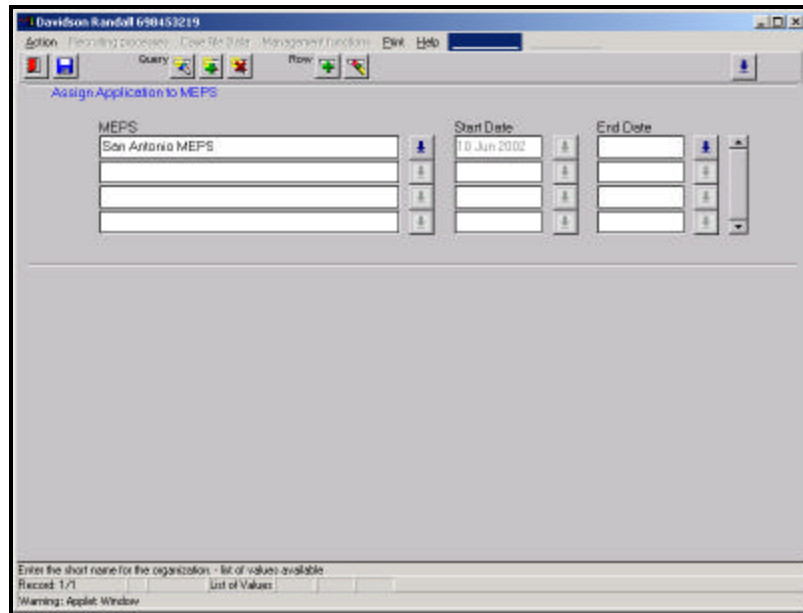 Davidson Randall 698453219
Action Recruiting processes Case File Data Management functions Print Help
Query Row
Assign Application to MEPS
MEPS Start Date End Date
San Antonio MEPS 10 Jun 2002
Enter the short name for the organization. - list of values available
Record: 1/1 List of Values
Warning: Applet Window